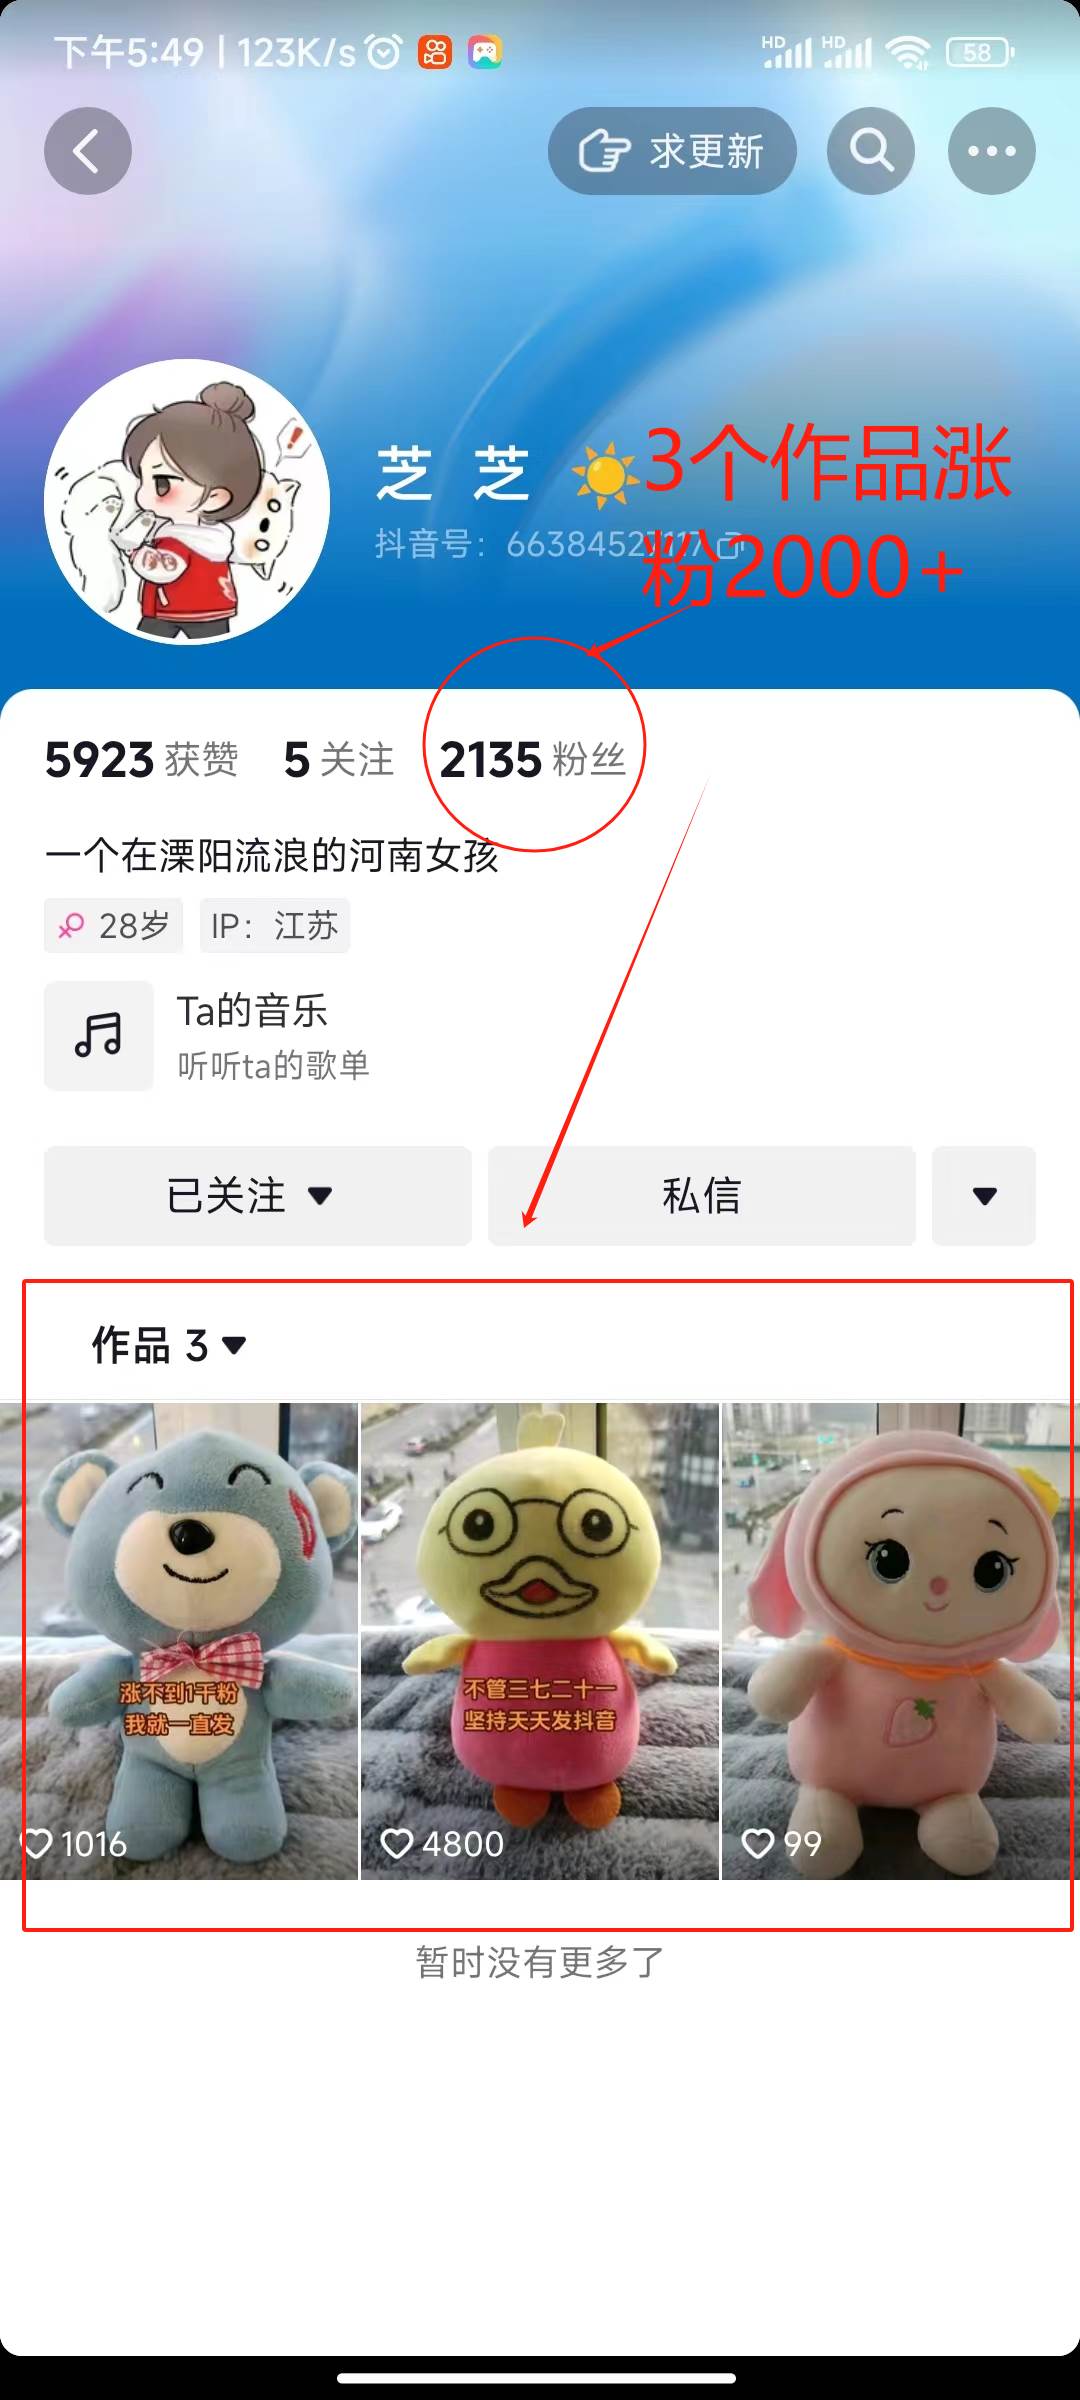 下午5:49 | 123K/s
HD HD 58
求更新
芝 芝 ☀️
3个作品涨
粉2000+
抖音号：
5923 获赞 5 关注 2135 粉丝
一个在溧阳流浪的河南女孩
28岁 IP：江苏
Ta的音乐
听听ta的歌单
已关注 私信
作品 3
涨不到1千粉
我就一直发
不管三七二十一
坚持天天发抖音
1016 4800 99
暂时没有更多了